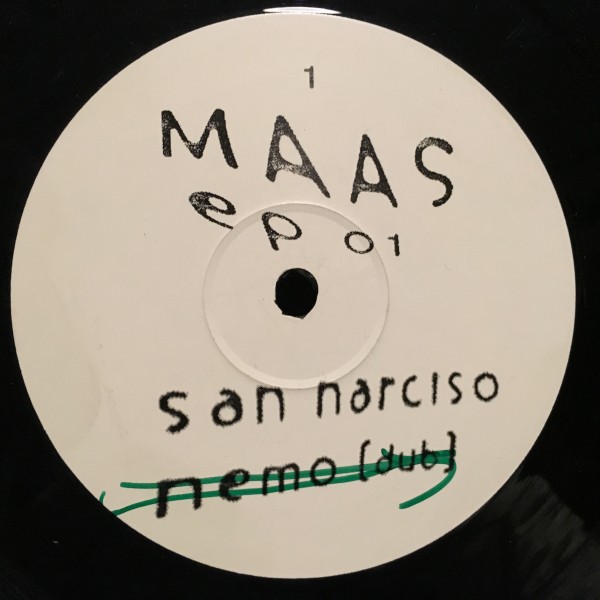 1
MAAS
ep 01
san narciso
nemo [dub]